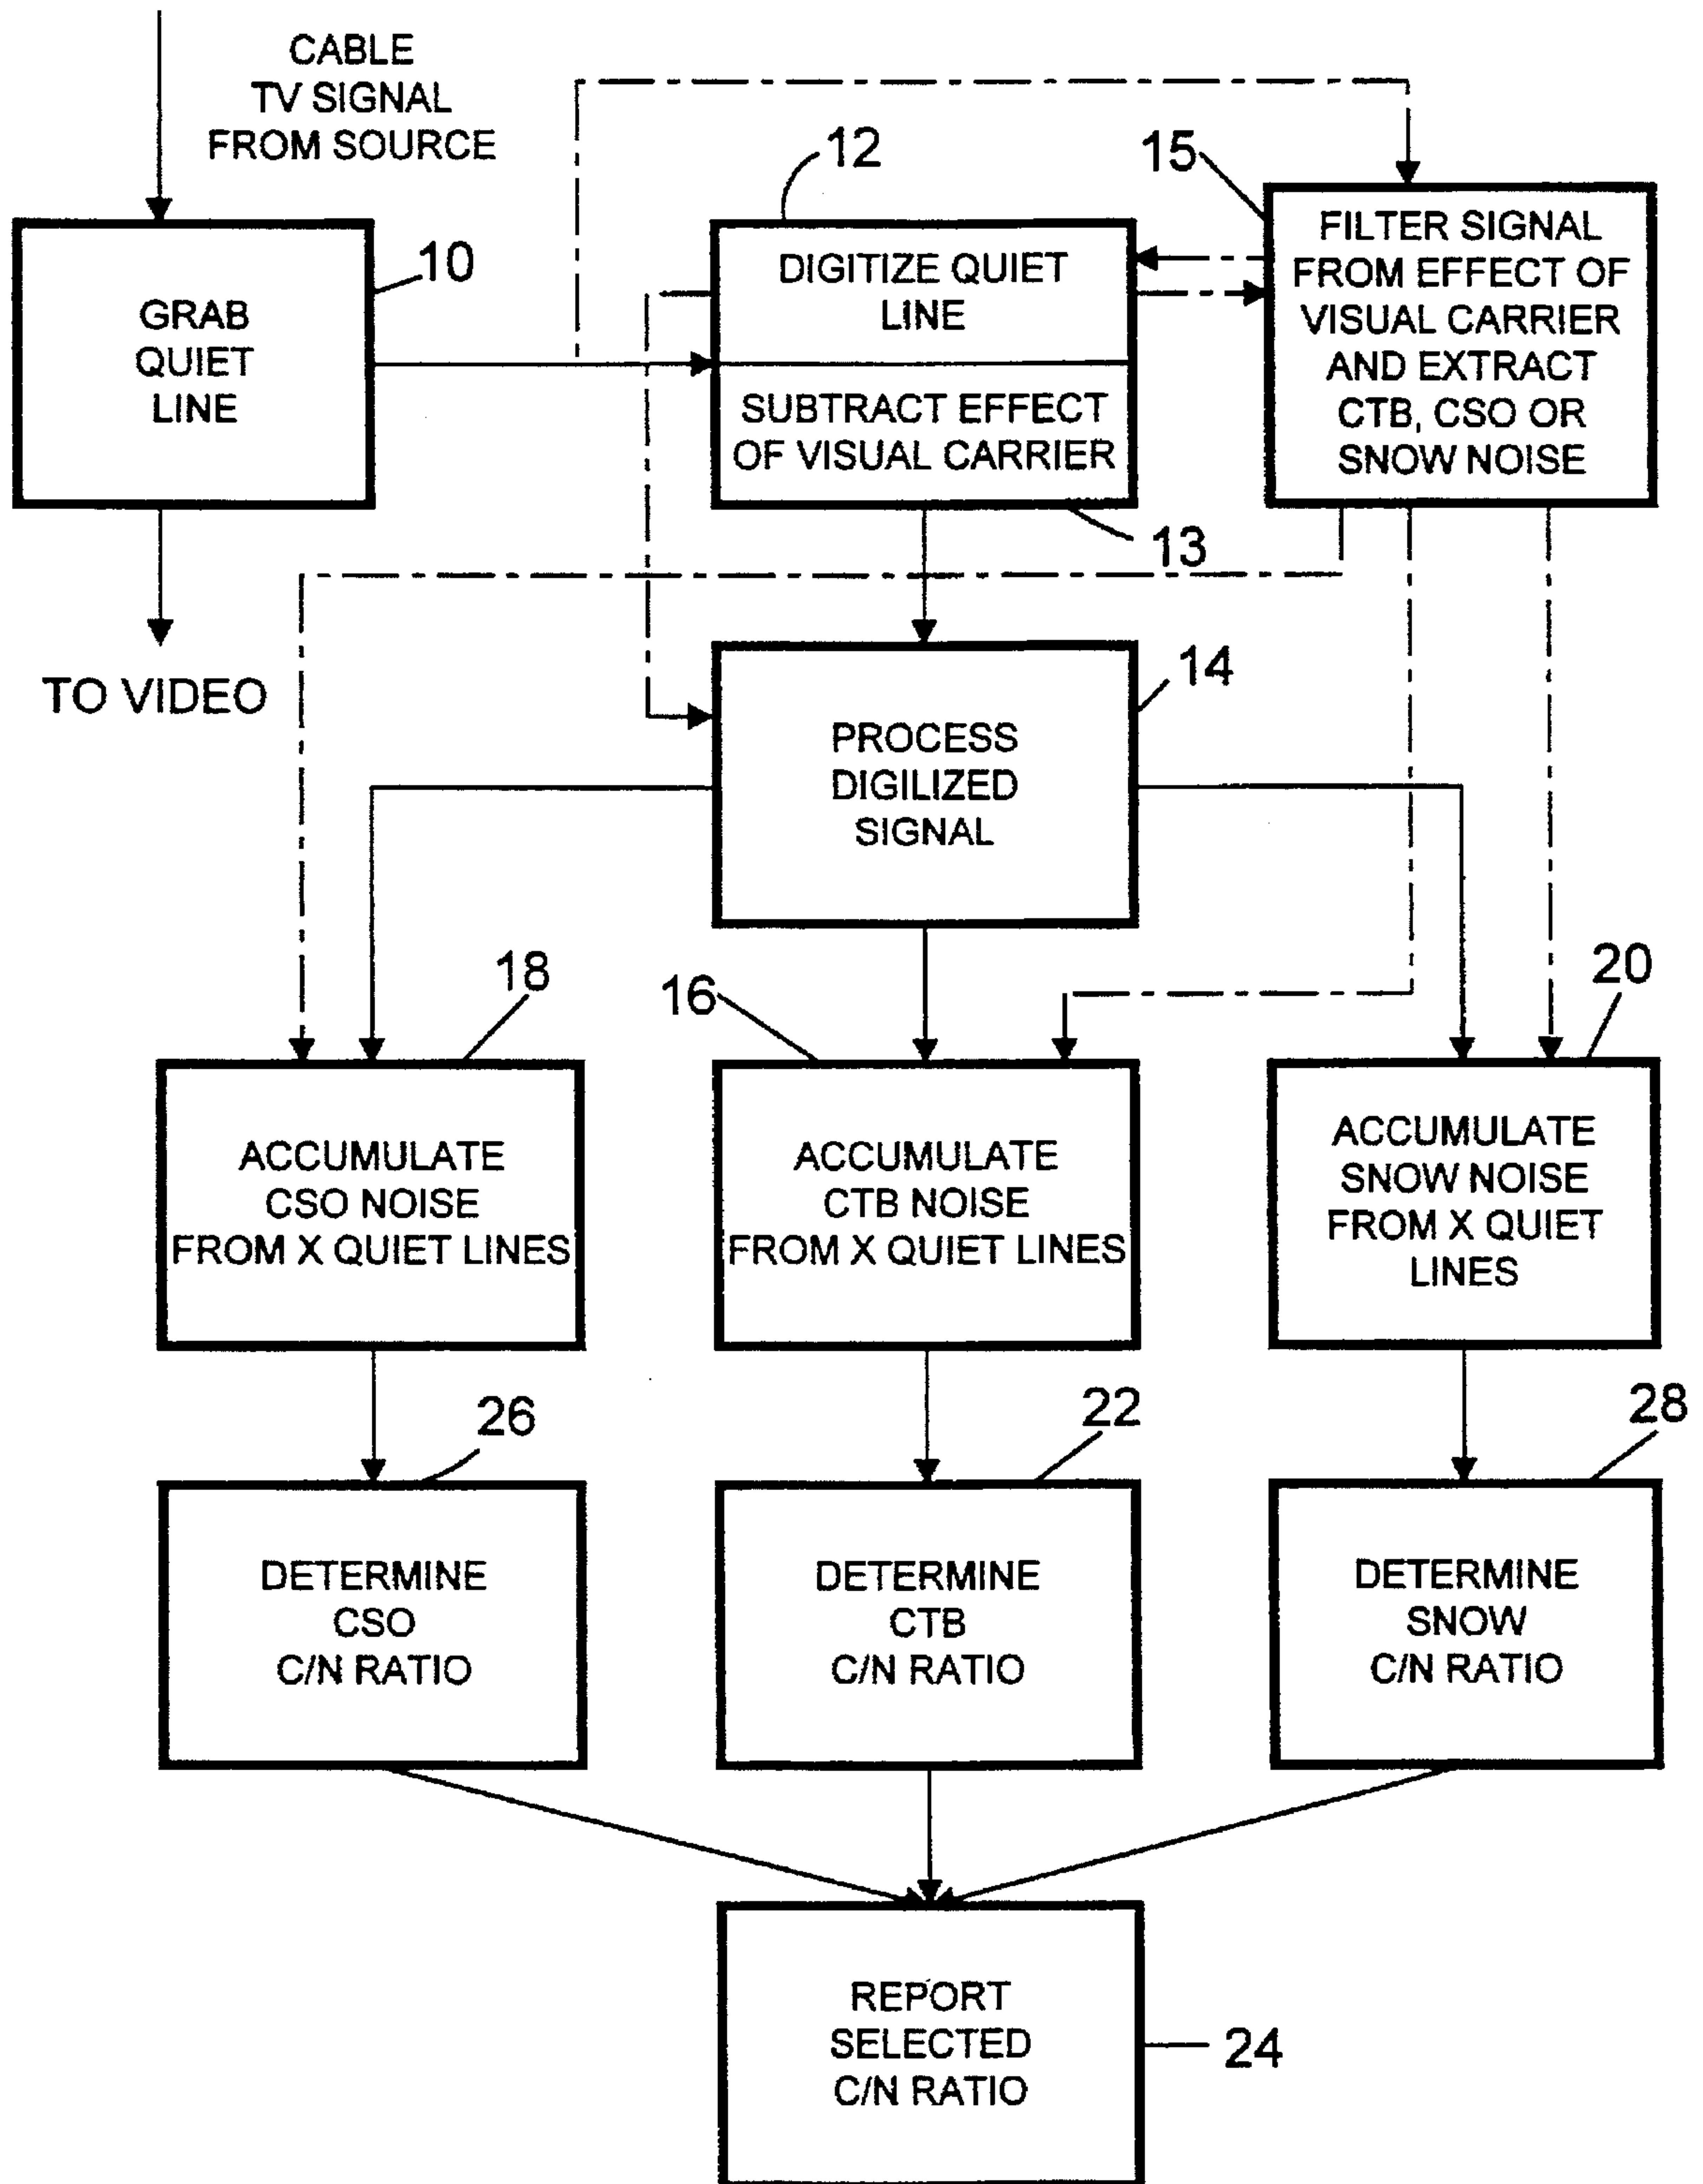 CABLE
TV SIGNAL
FROM SOURCE
12
15
10
GRAB
QUIET
LINE
DIGITIZE QUIET
LINE
SUBTRACT EFFECT
OF VISUAL CARRIER
FILTER SIGNAL
FROM EFFECT OF
VISUAL CARRIER
AND EXTRACT
CTB, CSO OR
SNOW NOISE
13
TO VIDEO
14
PROCESS
DIGILIZED
SIGNAL
18
16
20
ACCUMULATE
CSO NOISE
FROM X QUIET LINES
ACCUMULATE
CTB NOISE
FROM X QUIET LINES
ACCUMULATE
SNOW NOISE
FROM X QUIET
LINES
26
22
28
DETERMINE
CSO
C/N RATIO
DETERMINE
CTB
C/N RATIO
DETERMINE
SNOW
C/N RATIO
REPORT
SELECTED
C/N RATIO
24